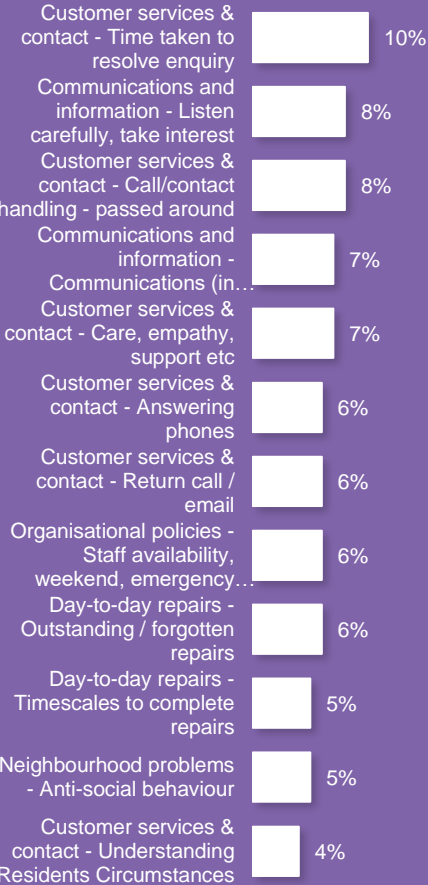 Customer services &
contact - Time taken to
resolve enquiry
10%
Communications and
information - Listen
carefully, take interest
8%
Customer services &
contact - Call/contact
handling - passed around
8%
Communications and
information -
Communications (in…
7%
Customer services &
contact - Care, empathy,
support etc
7%
Customer services &
contact - Answering
phones
6%
Customer services &
contact - Return call /
email
6%
Organisational policies -
Staff availability,
weekend, emergency…
6%
Day-to-day repairs -
Outstanding / forgotten
repairs
6%
Day-to-day repairs -
Timescales to complete
repairs
5%
Neighbourhood problems
- Anti-social behaviour
5%
Customer services &
contact - Understanding
Residents Circumstances
4%